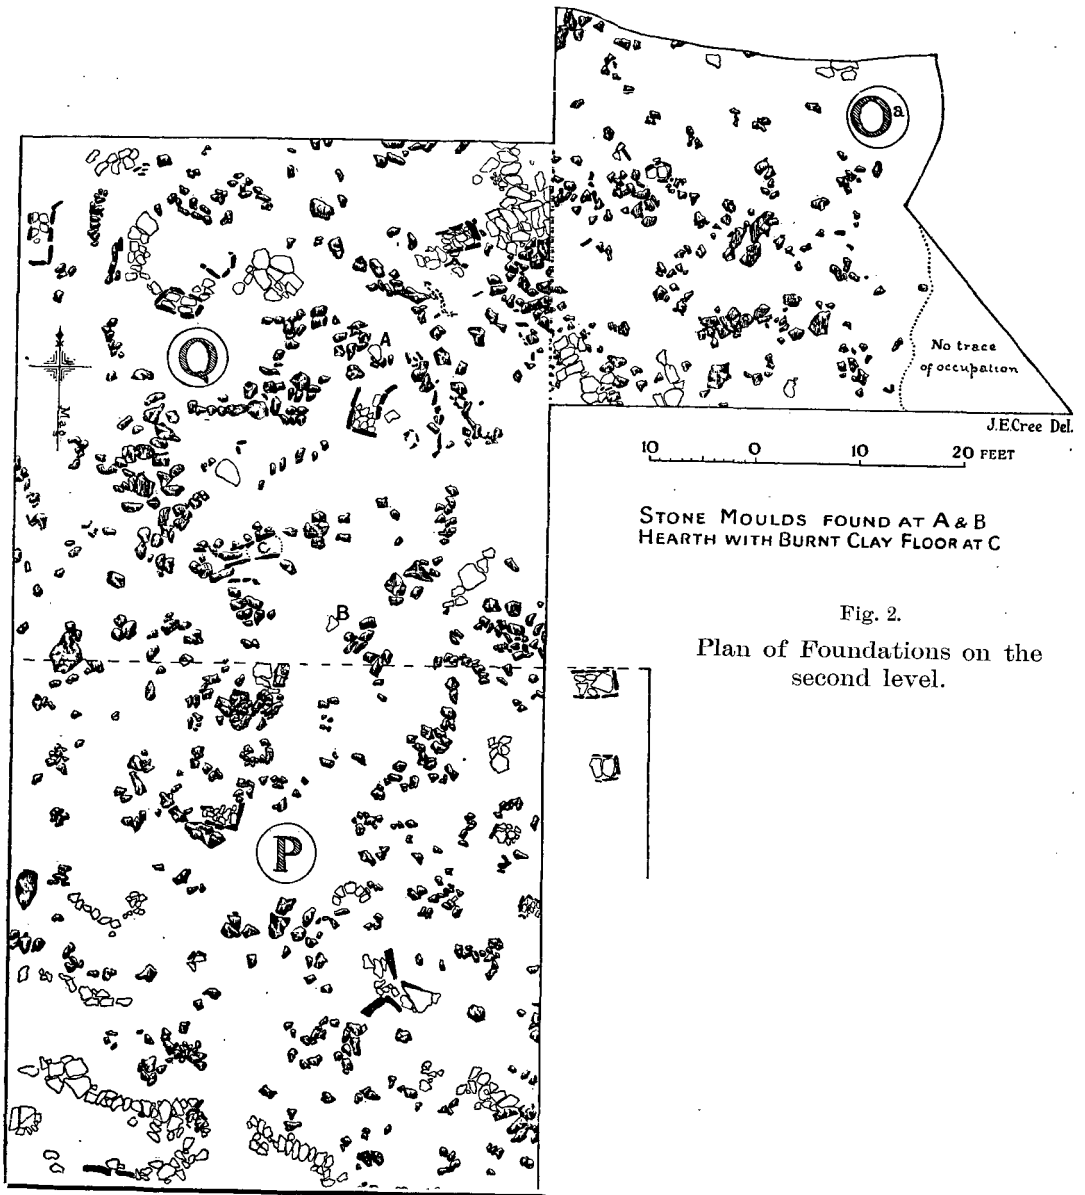 O a
A
Q
No trace
of occupation
Mag
J.E.Cree Del.
10 0 10 20 FEET
STONE MOULDS FOUND AT A & B
HEARTH WITH BURNT CLAY FLOOR AT C
C
B
Fig. 2.
Plan of Foundations on the
second level.
P